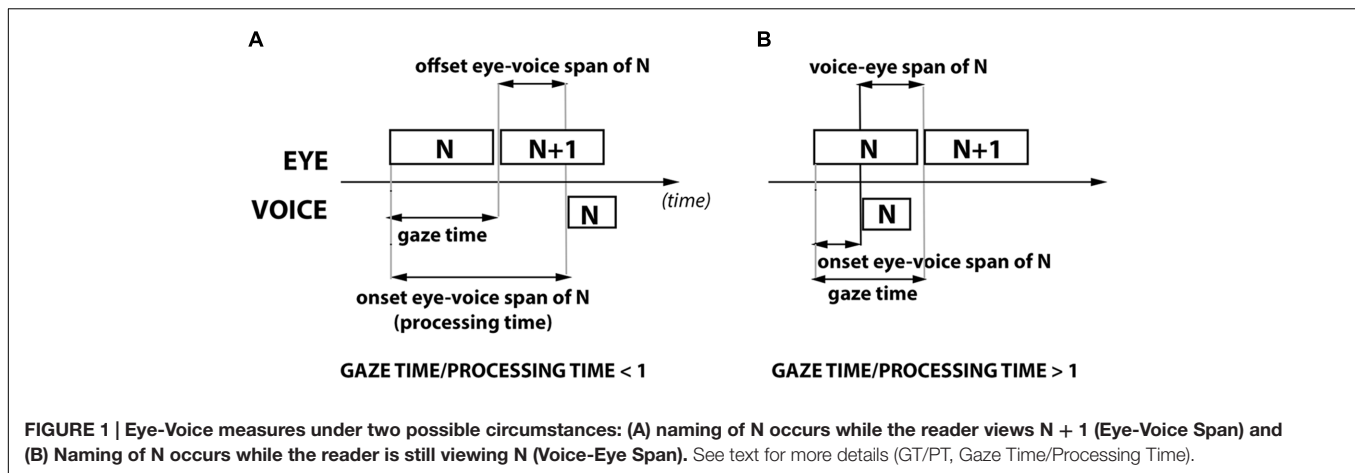 A
offset eye-voice span of N
EYE
N
N+1
(time)
VOICE
N
gaze time
onset eye-voice span of N
(processing time)
GAZE TIME/PROCESSING TIME < 1
B
voice-eye span of N
N
N+1
N
onset eye-voice span of N
gaze time
GAZE TIME/PROCESSING TIME > 1
FIGURE 1 | Eye-Voice measures under two possible circumstances: (A) naming of N occurs while the reader views N + 1 (Eye-Voice Span) and
(B) Naming of N occurs while the reader is still viewing N (Voice-Eye Span). See text for more details (GT/PT, Gaze Time/Processing Time).